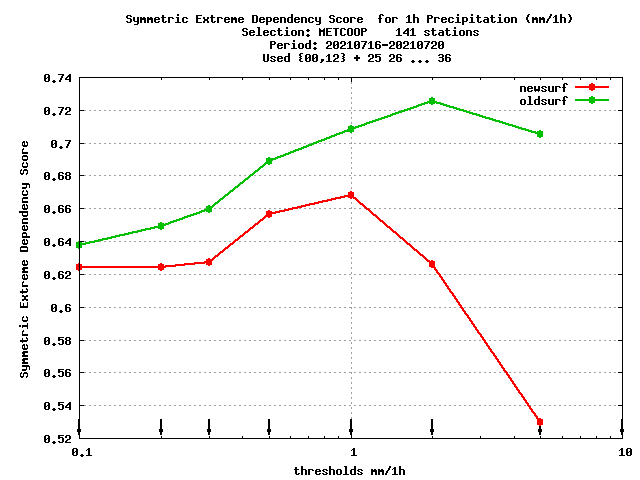 Symmetric Extreme Dependency Score  for 1h Precipitation (mm/1h)
Selection: METCOOP    141 stations
Period: 20210716-20210720
Used {00,12} + 25 26 ... 36
newsurf
oldsurf
Symmetric Extreme Dependency Score
0.74
0.72
0.7
0.68
0.66
0.64
0.62
0.6
0.58
0.56
0.54
0.52
0.1
1
10
thresholds mm/1h